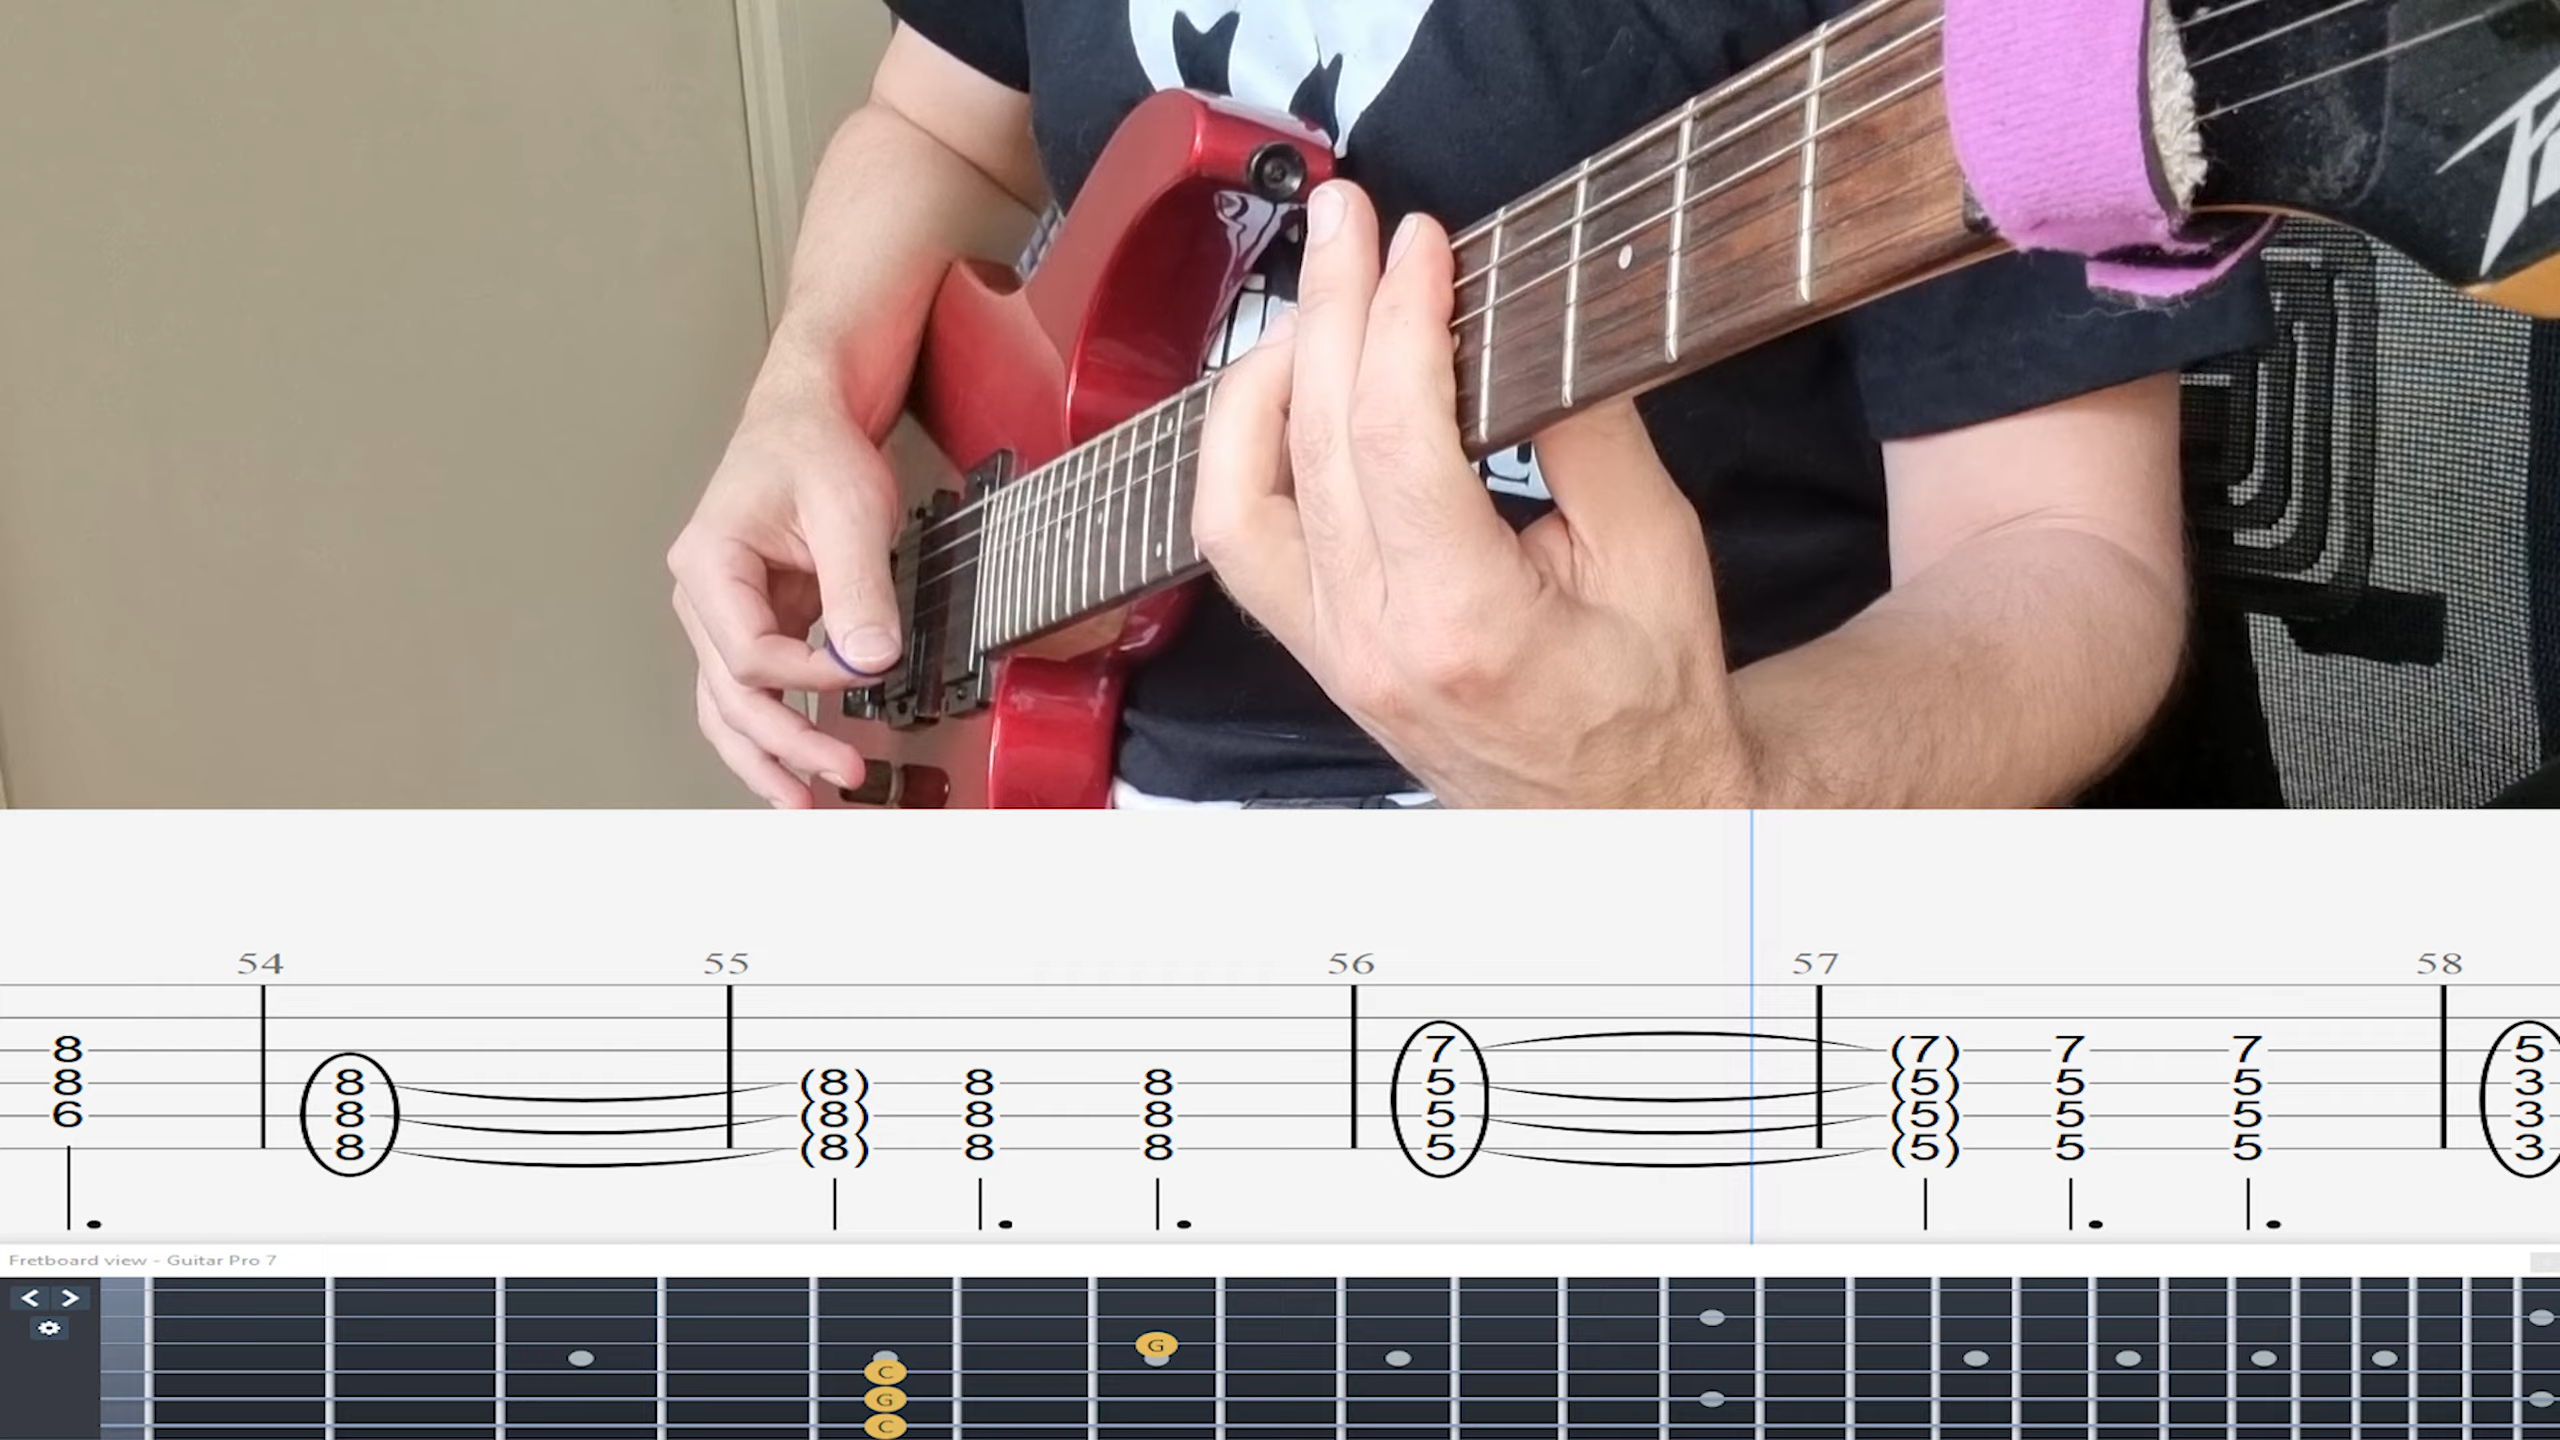 54 55 56 57 58
8 7 (7) 7 7 5
8 8 (8) 8 8 5 (5) 5 5 3
6 8 (8) 8 8 5 (5) 5 5 3
8 (8) 8 8 5 (5) 5 5 3
Fretboard view - Guitar Pro 7
G
C
G
C